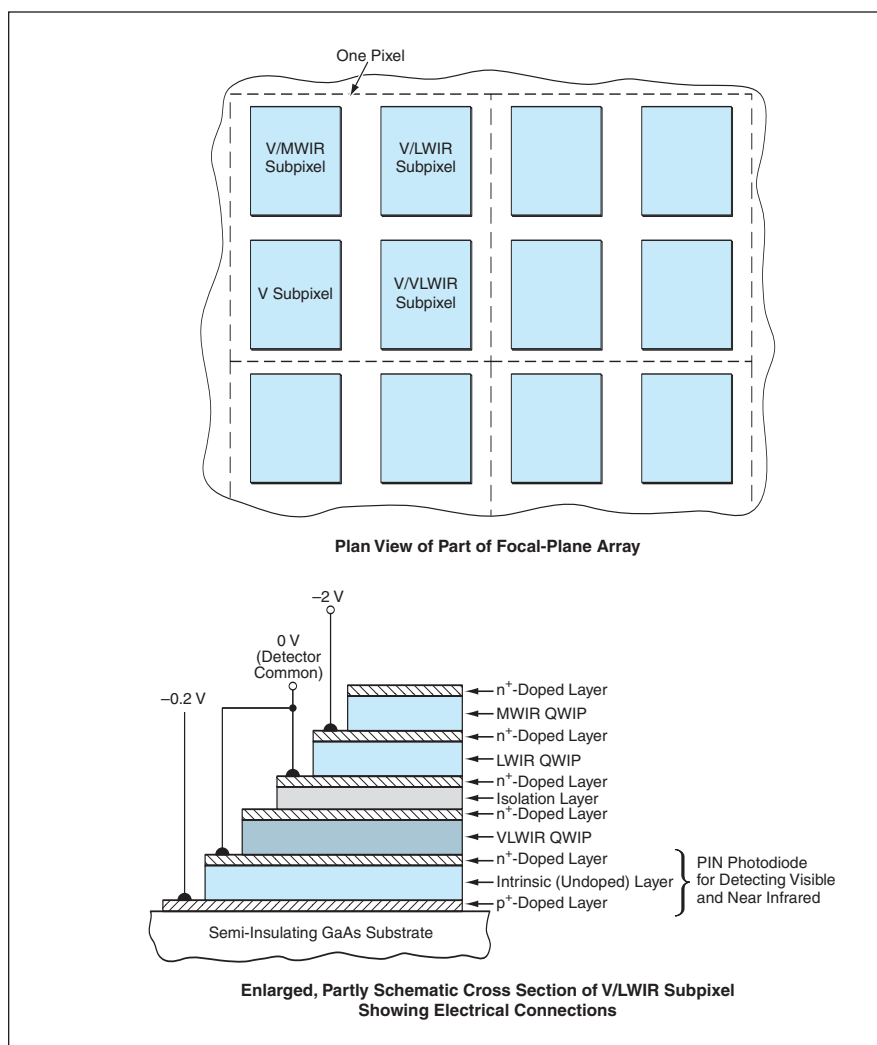 One Pixel
V/MWIR
Subpixel
V/LWIR
Subpixel
V Subpixel
V/VLWIR
Subpixel
Plan View of Part of Focal-Plane Array
–2 V
0 V
(Detector
Common)
–0.2 V
n+-Doped Layer
MWIR QWIP
n+-Doped Layer
LWIR QWIP
n+-Doped Layer
Isolation Layer
n+-Doped Layer
VLWIR QWIP
n+-Doped Layer
Intrinsic (Undoped) Layer
p+-Doped Layer
PIN Photodiode
for Detecting Visible
and Near Infrared
Semi-Insulating GaAs Substrate
Enlarged, Partly Schematic Cross Section of V/LWIR Subpixel
Showing Electrical Connections